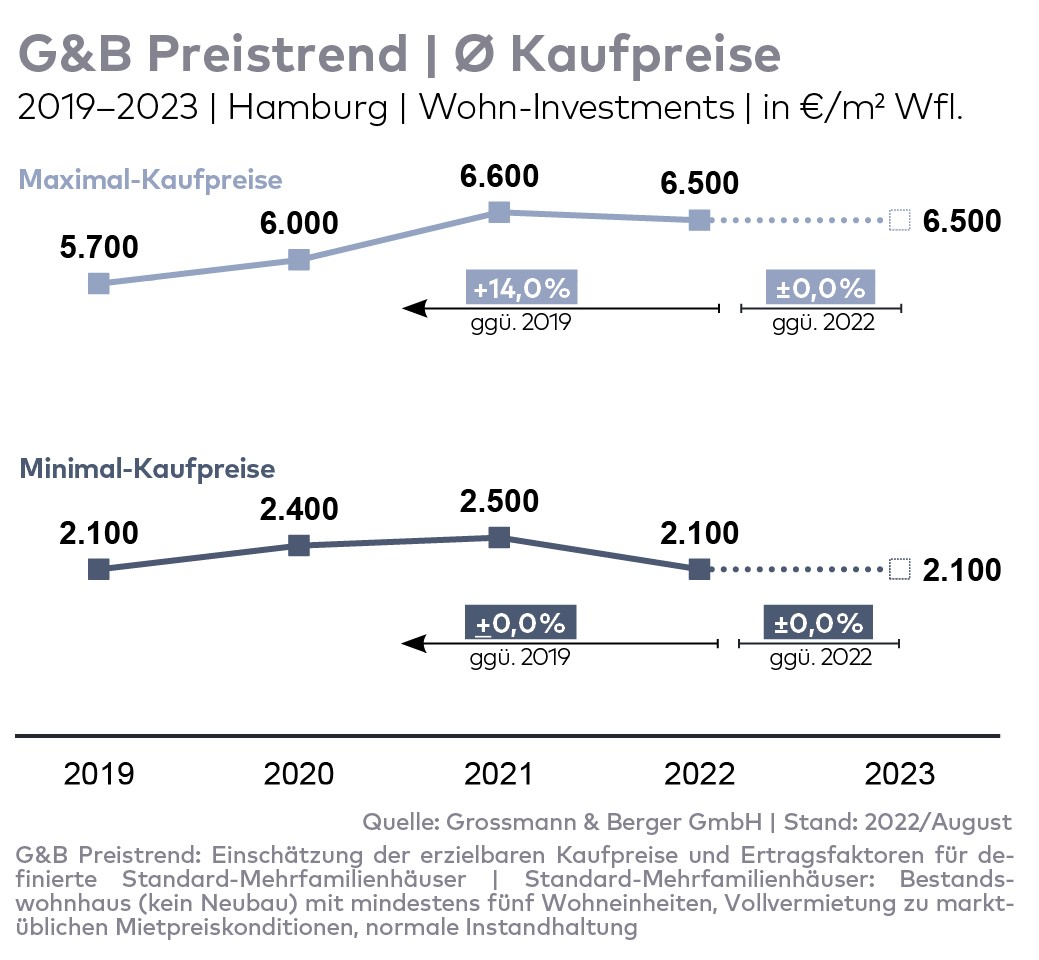 G&B Preistrend | Ø Kaufpreise
2019–2023 | Hamburg | Wohn-Investments | in €/m² Wfl.
Maximal-Kaufpreise
5.700
6.000
6.600
6.500
6.500
+14,0%
ggü. 2019
±0,0%
ggü. 2022
Minimal-Kaufpreise
2.100
2.400
2.500
2.100
2.100
±0,0%
ggü. 2019
±0,0%
ggü. 2022
2019
2020
2021
2022
2023
Quelle: Grossmann & Berger GmbH | Stand: 2022/August
G&B Preistrend: Einschätzung der erzielbaren Kaufpreise und Ertragsfaktoren für de-
finierte Standard-Mehrfamilienhäuser | Standard-Mehrfamilienhäuser: Bestands-
wohnhaus (kein Neubau) mit mindestens fünf Wohneinheiten, Vollvermietung zu markt-
üblichen Mietpreiskonditionen, normale Instandhaltung